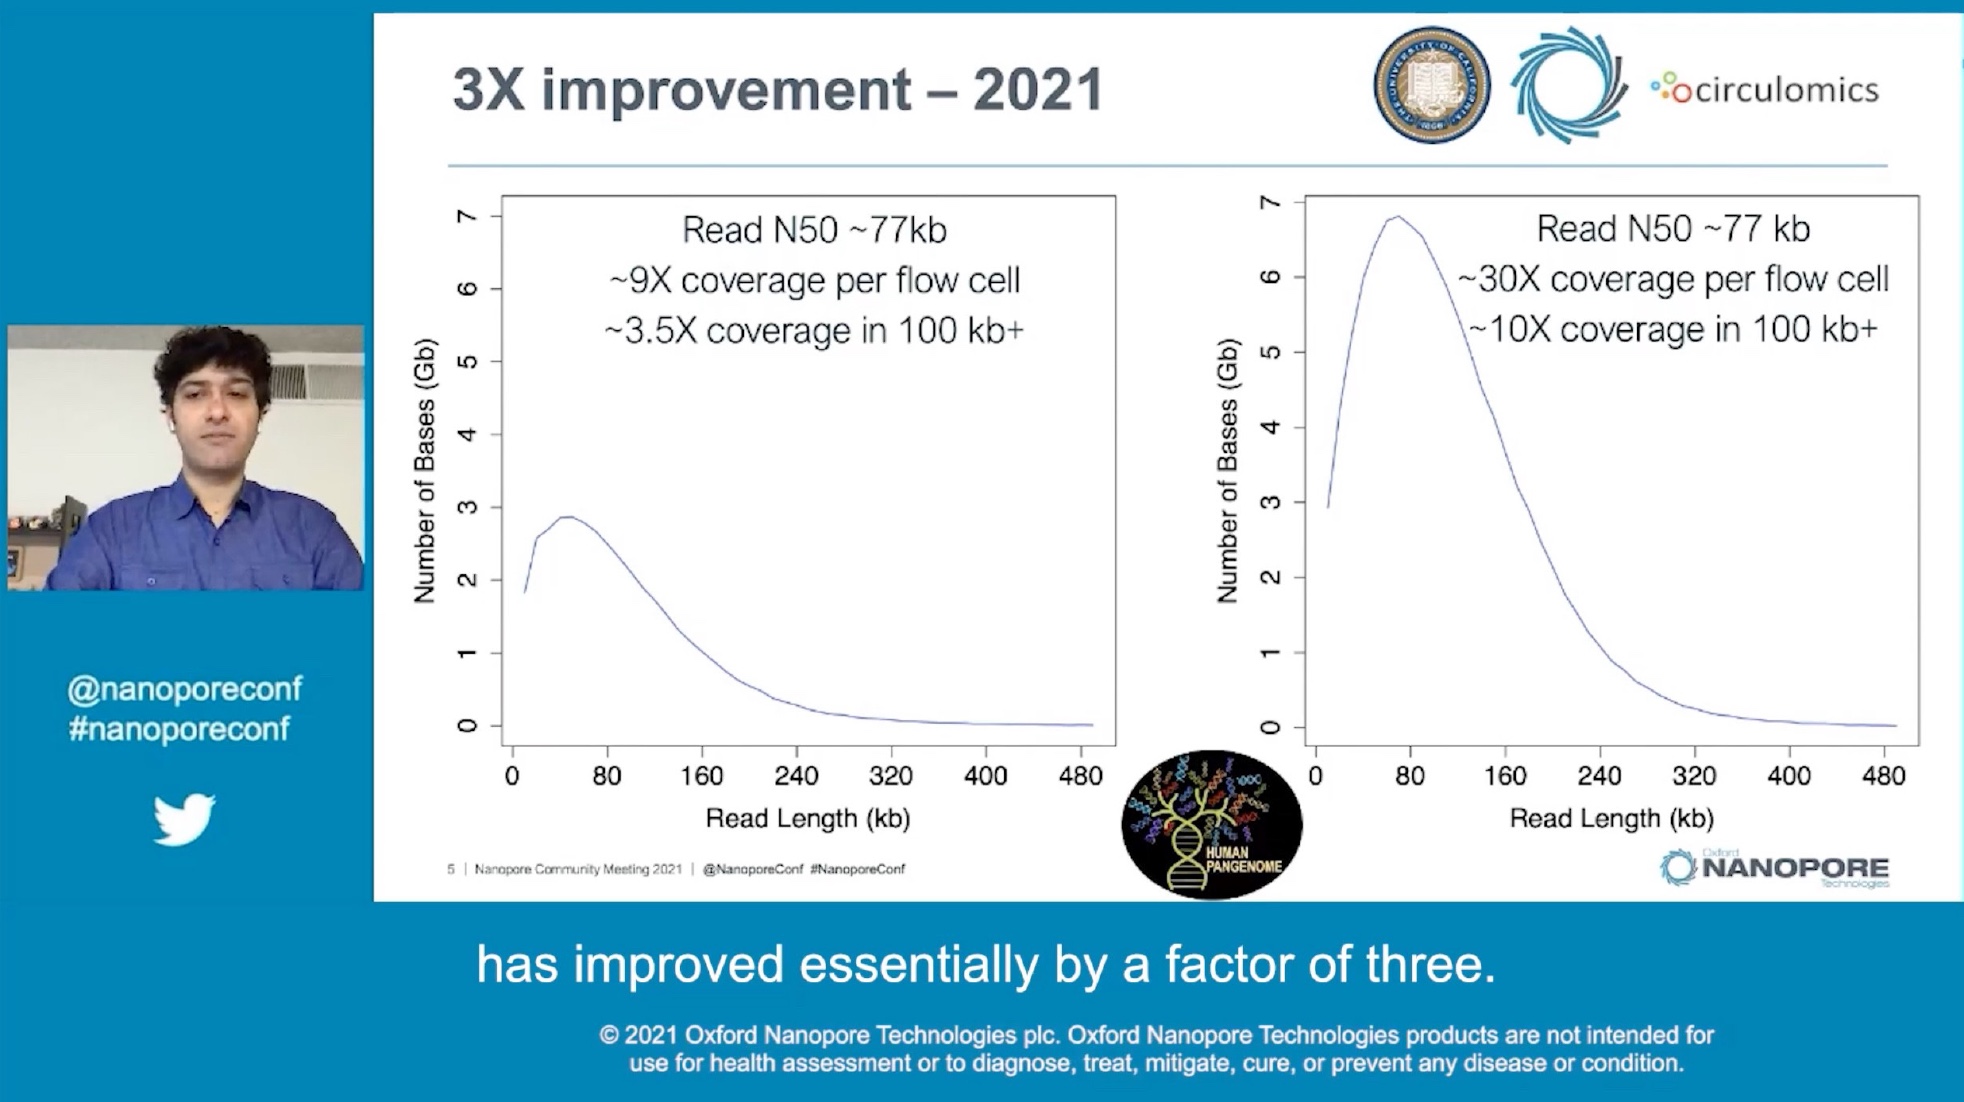 3X improvement – 2021
THE UNIVERSITY OF CALIFORNIA
1868
circulomics
Number of Bases (Gb)
7
6
5
4
3
2
1
0
Read N50 ~77kb
~9X coverage per flow cell
~3.5X coverage in 100 kb+
0 80 160 240 320 400 480
Read Length (kb)
Number of Bases (Gb)
7
6
5
4
3
2
1
0
Read N50 ~77 kb
~30X coverage per flow cell
~10X coverage in 100 kb+
0 80 160 240 320 400 480
Read Length (kb)
@nanoporeconf
#nanoporeconf
5 | Nanopore Community Meeting 2021 | @NanoporeConf #NanoporeConf
HUMAN
PANGENOME
Oxford
NANOPORE
Technologies
has improved essentially by a factor of three.
© 2021 Oxford Nanopore Technologies plc. Oxford Nanopore Technologies products are not intended for
use for health assessment or to diagnose, treat, mitigate, cure, or prevent any disease or condition.